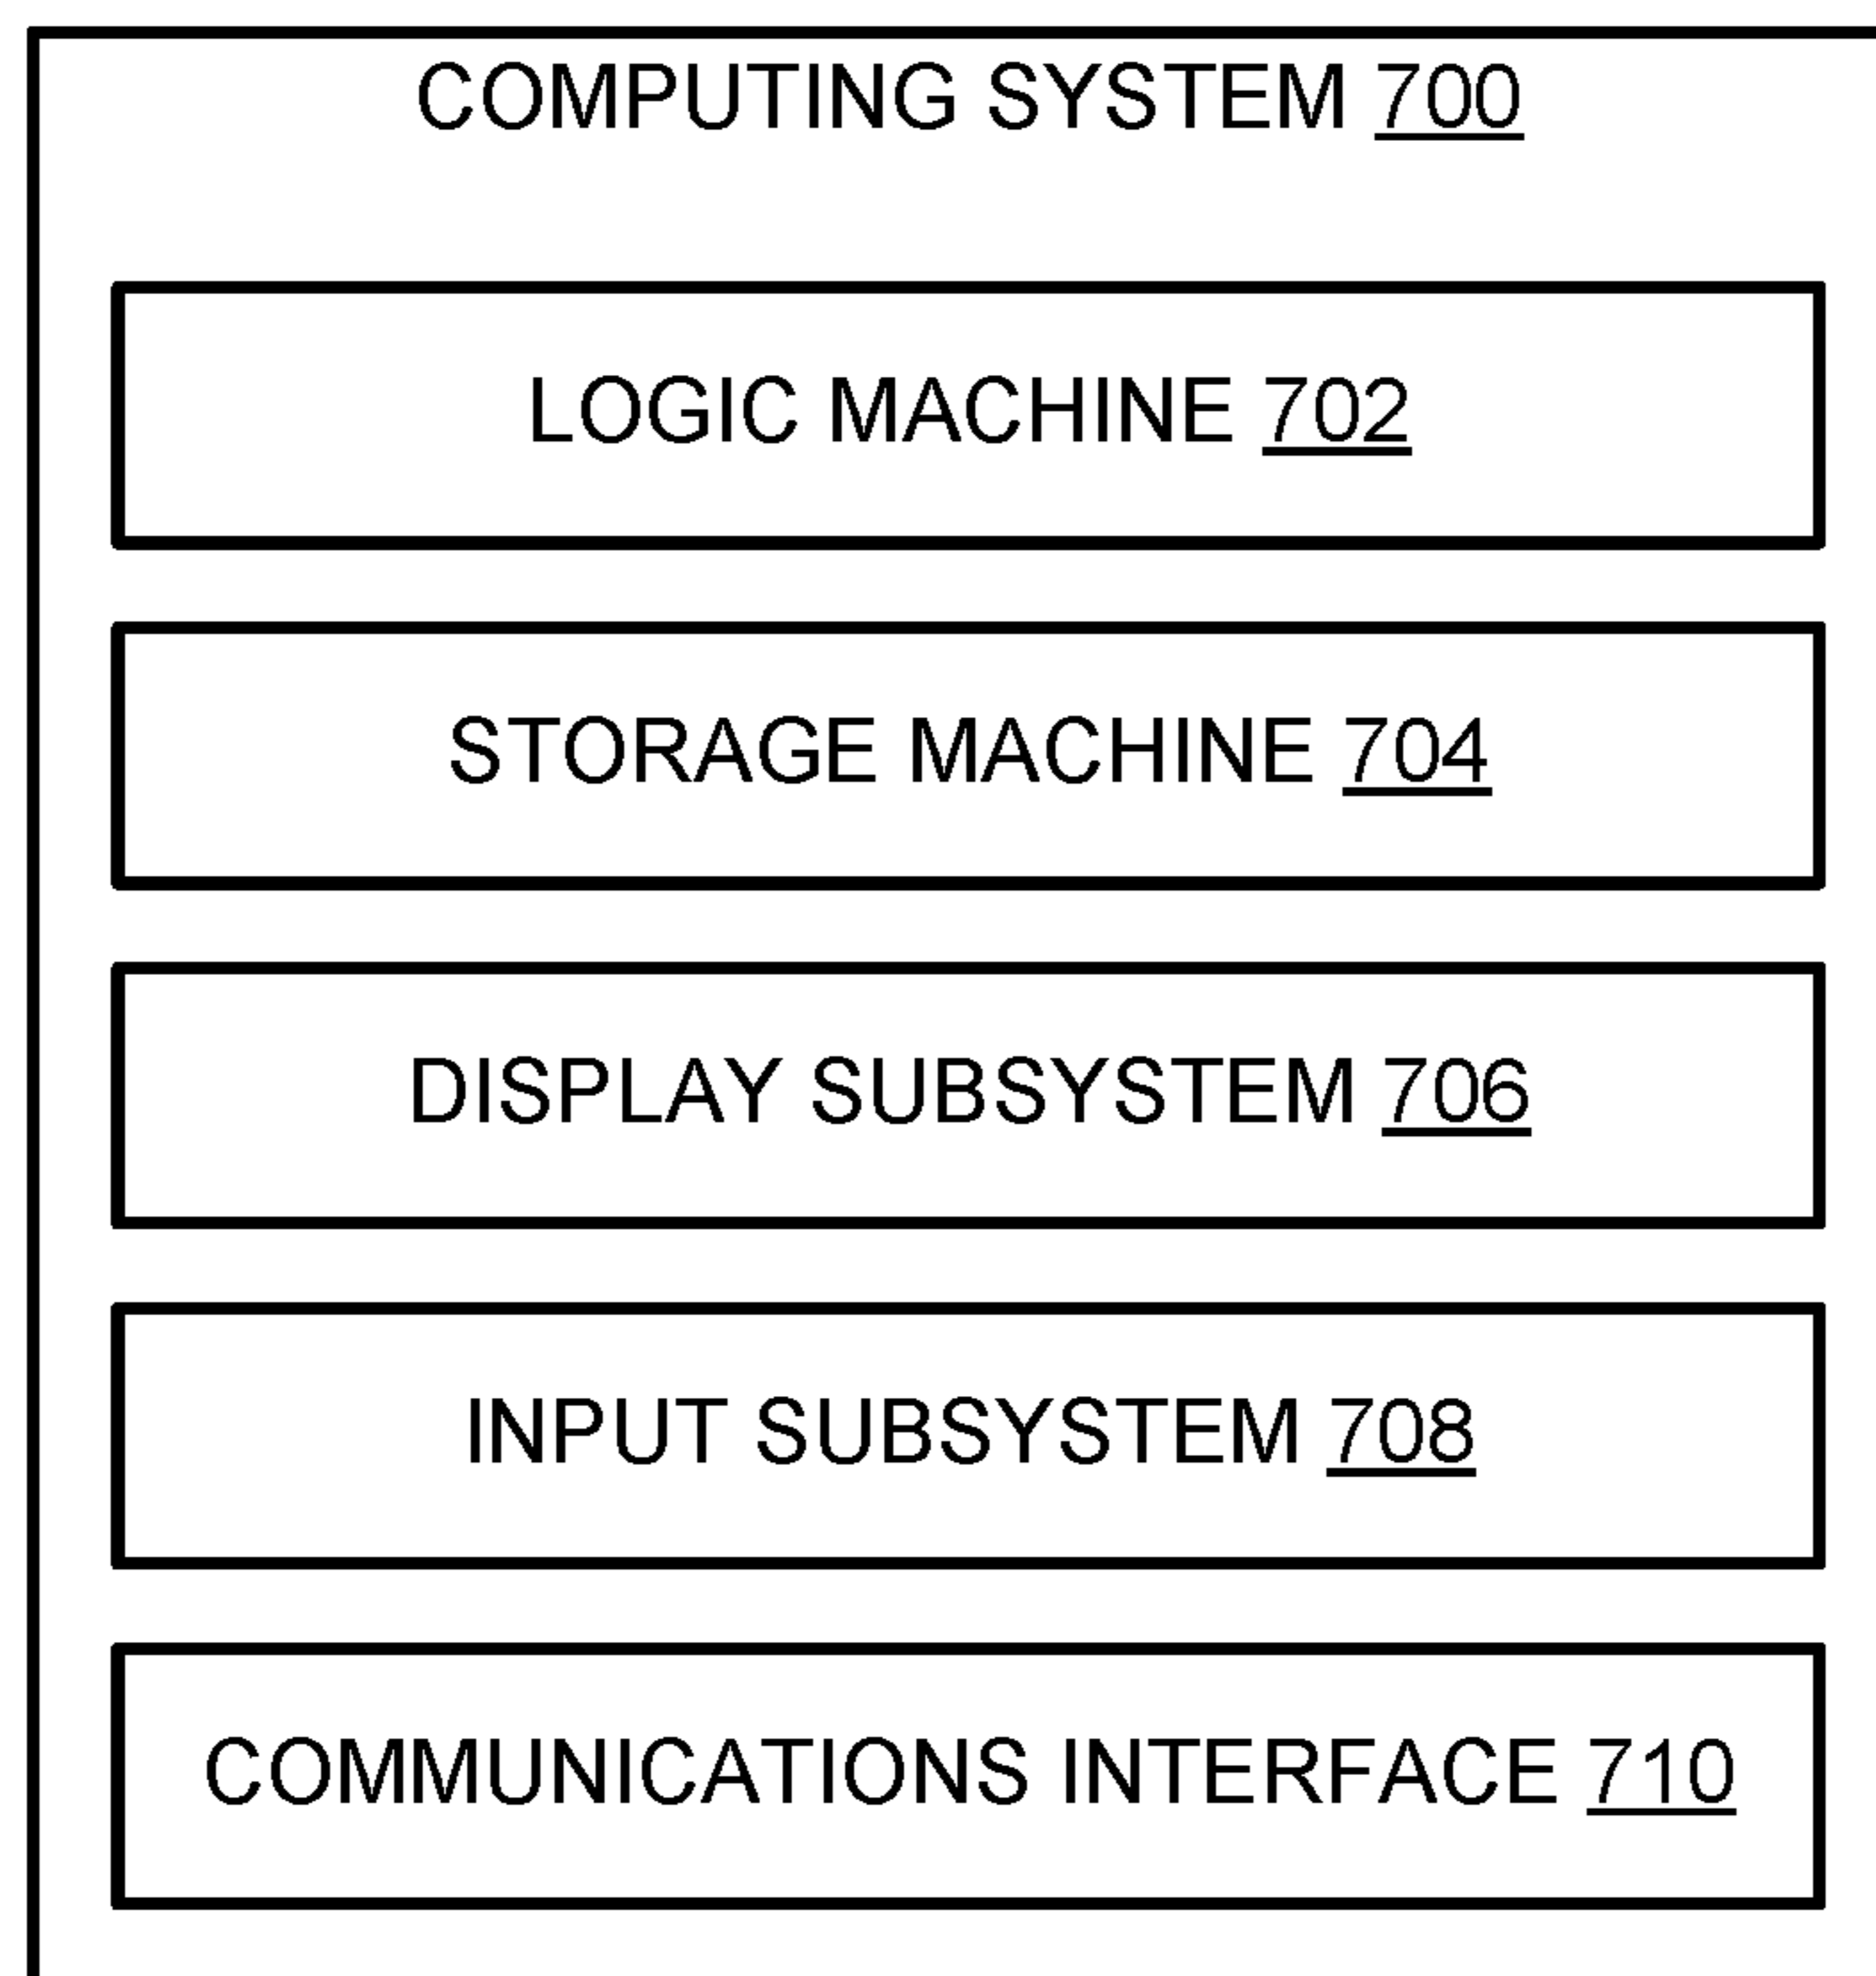 COMPUTING SYSTEM 700
LOGIC MACHINE 702
STORAGE MACHINE 704
DISPLAY SUBSYSTEM 706
INPUT SUBSYSTEM 708
COMMUNICATIONS INTERFACE 710